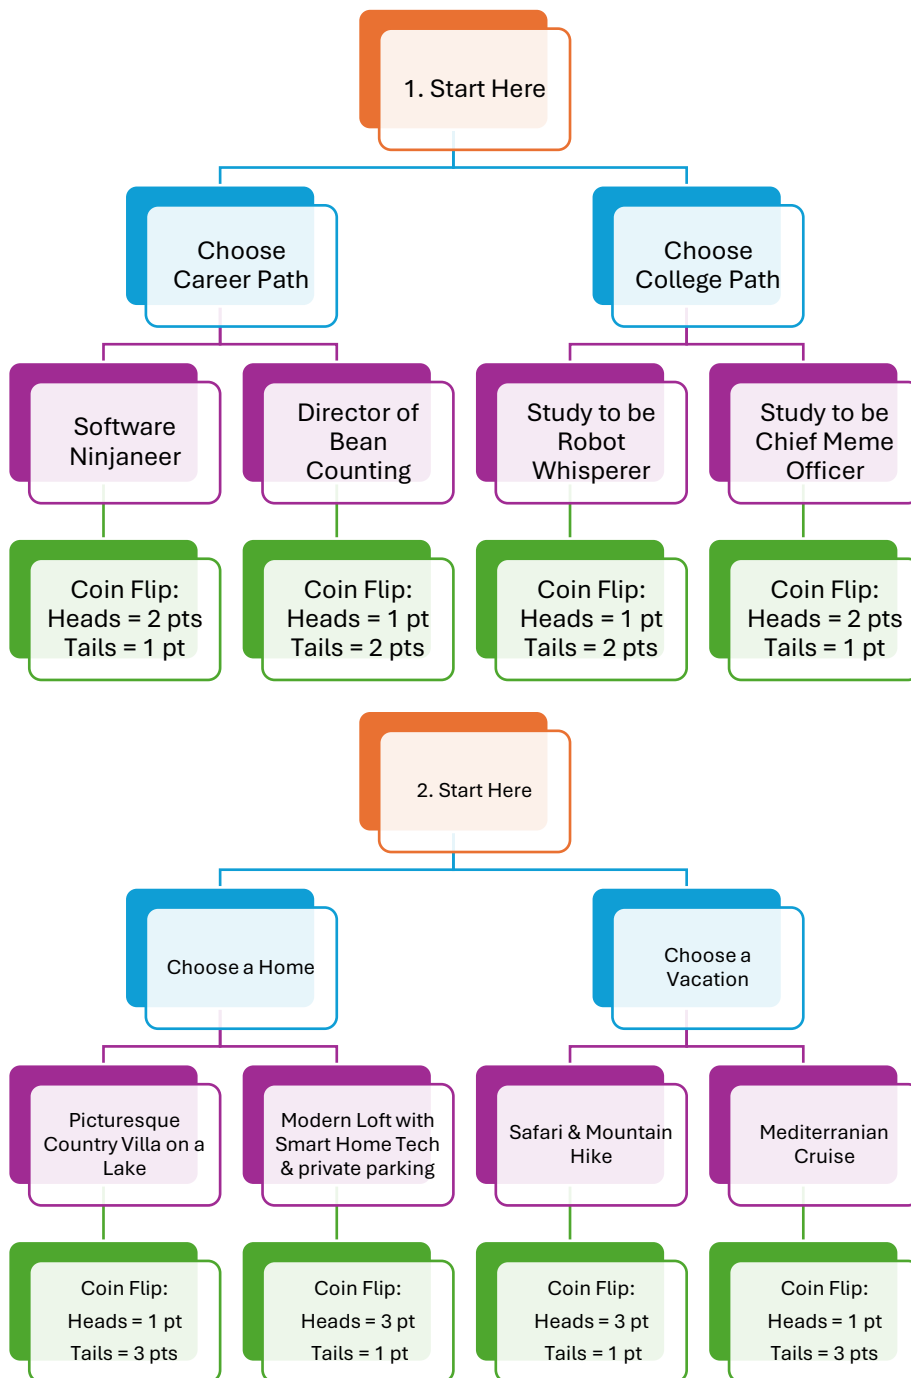 1. Start Here
Choose
Career Path
Choose
College Path
Software
Ninjaneer
Director of
Bean
Counting
Study to be
Robot
Whisperer
Study to be
Chief Meme
Officer
Coin Flip:
Heads = 2 pts
Tails = 1 pt
Coin Flip:
Heads = 1 pt
Tails = 2 pts
Coin Flip:
Heads = 1 pt
Tails = 2 pts
Coin Flip:
Heads = 2 pts
Tails = 1 pt
2. Start Here
Choose a Home
Choose a
Vacation
Picturesque
Country Villa on a
Lake
Modern Loft with
Smart Home Tech
& private parking
Safari & Mountain
Hike
Mediterranian
Cruise
Coin Flip:
Heads = 1 pt
Tails = 3 pts
Coin Flip:
Heads = 3 pt
Tails = 1 pt
Coin Flip:
Heads = 3 pt
Tails = 1 pt
Coin Flip:
Heads = 1 pt
Tails = 3 pts